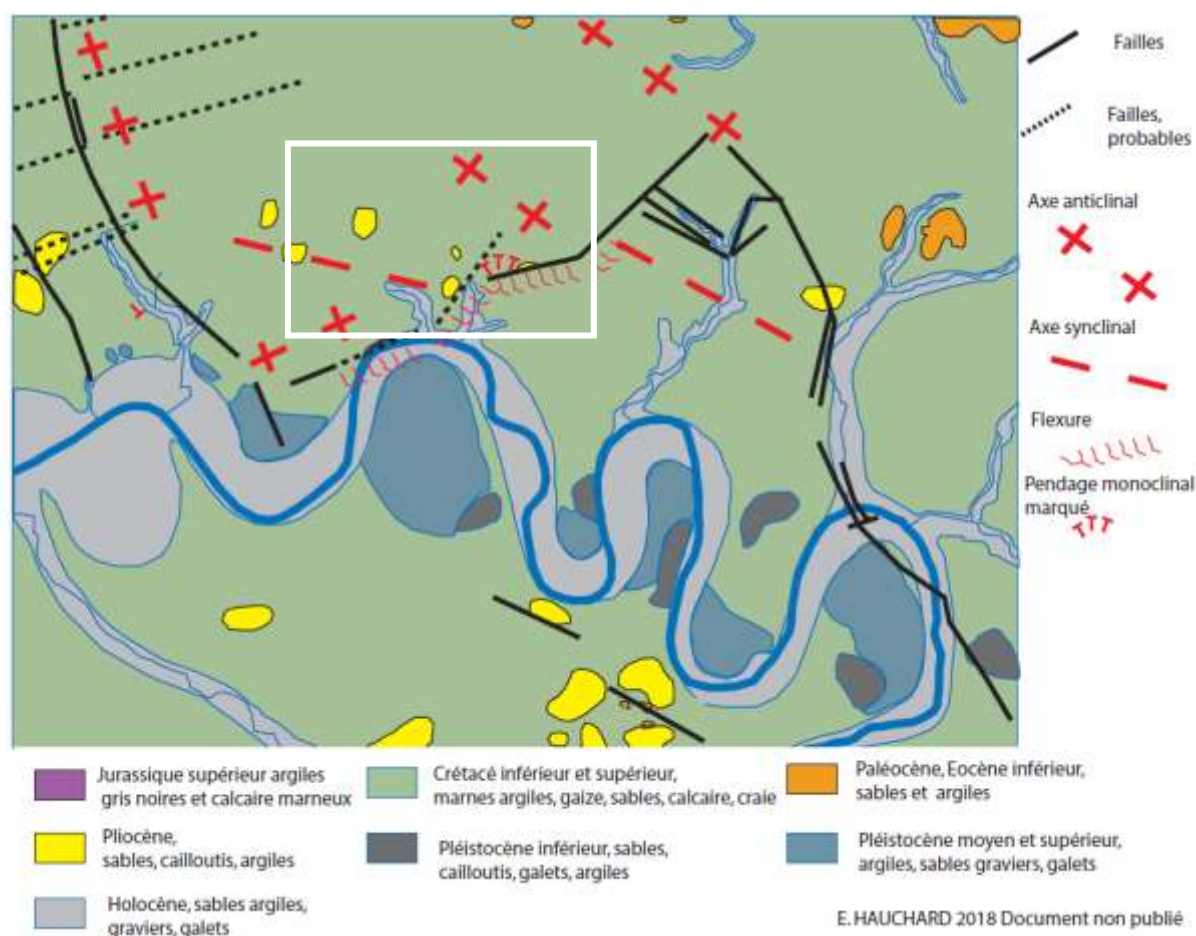 Failles
Failles,
probables
Axe anticlinal
Axe synclinal
Flexure
Pendage monoclinal
marqué
Jurassique supérieur argiles
gris noires et calcaire marneux
Crétacé inférieur et supérieur,
marnes argiles, gaize, sables, calcaire, craie
Paléocène, Eocène inférieur,
sables et argiles
Pliocène,
sables, cailloutis, argiles
Pléistocène inférieur, sables,
cailloutis, galets, argiles
Pléistocène moyen et supérieur,
argiles, sables graviers, galets
Holocène, sables argiles,
graviers, galets
E. HAUCHARD 2018 Document non publié